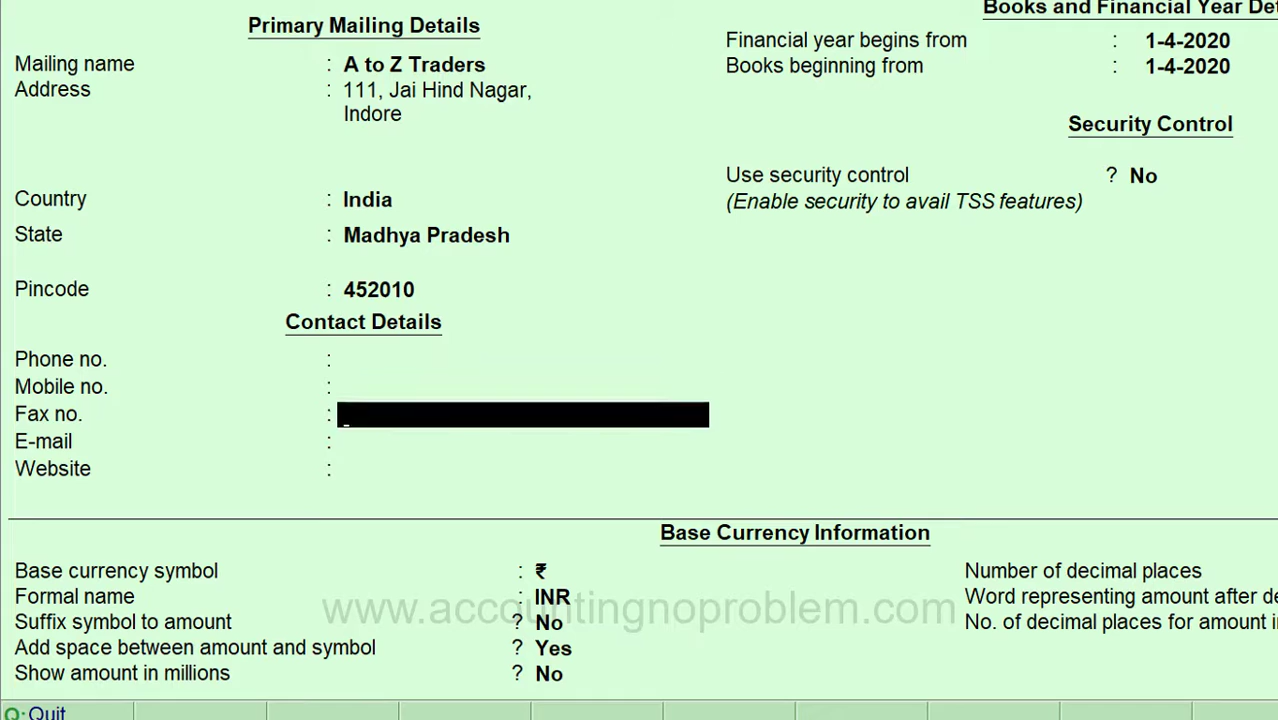 Primary Mailing Details
Mailing name : A to Z Traders
Address : 111, Jai Hind Nagar,
Indore
Country : India
State : Madhya Pradesh
Pincode : 452010
Contact Details
Phone no. :
Mobile no. :
Fax no. :
E-mail :
Website :
Books and Financial Year
Financial year begins from : 1-4-2020
Books beginning from : 1-4-2020
Security Control
Use security control ? No
(Enable security to avail TSS features)
Base Currency Information
Base currency symbol : ₹
Formal name : INR
Suffix symbol to amount ? No
Add space between amount and symbol ? Yes
Show amount in millions ? No
Number of decimal places
Word representing amount after
No. of decimal places for amount
www.accountingnoproblem.com
Q: Quit